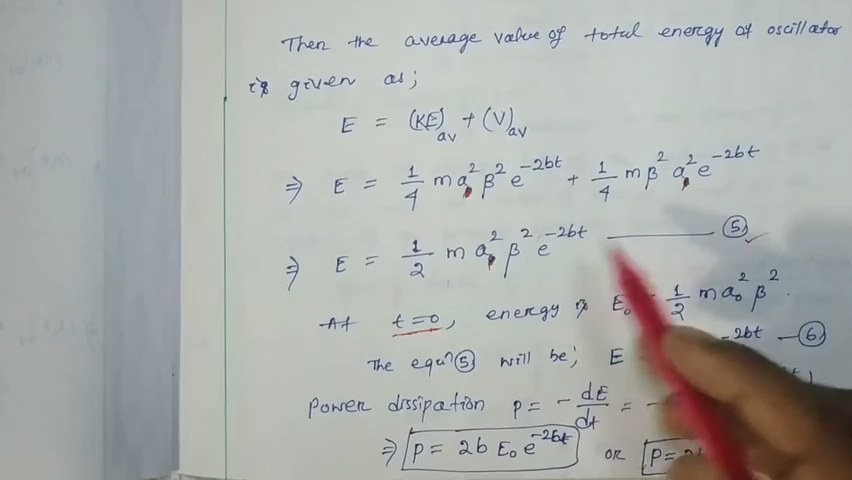 Then the average value of total energy of oscillator
is given as;
E = (KE)av + (V)av
⇒ E = 1/4 m a₀² β² e^-2bt + 1/4 m β² a₀² e^-2bt
⇒ E = 1/2 m a₀² β² e^-2bt ——— ⑤
At t=0, energy is E₀ = 1/2 m a₀² β².
The equⁿ ⑤ will be; E -2bt — ⑥
Power dissipation P = - dE/dt = -
⇒ P = 2b E₀ e^-2bt or P =